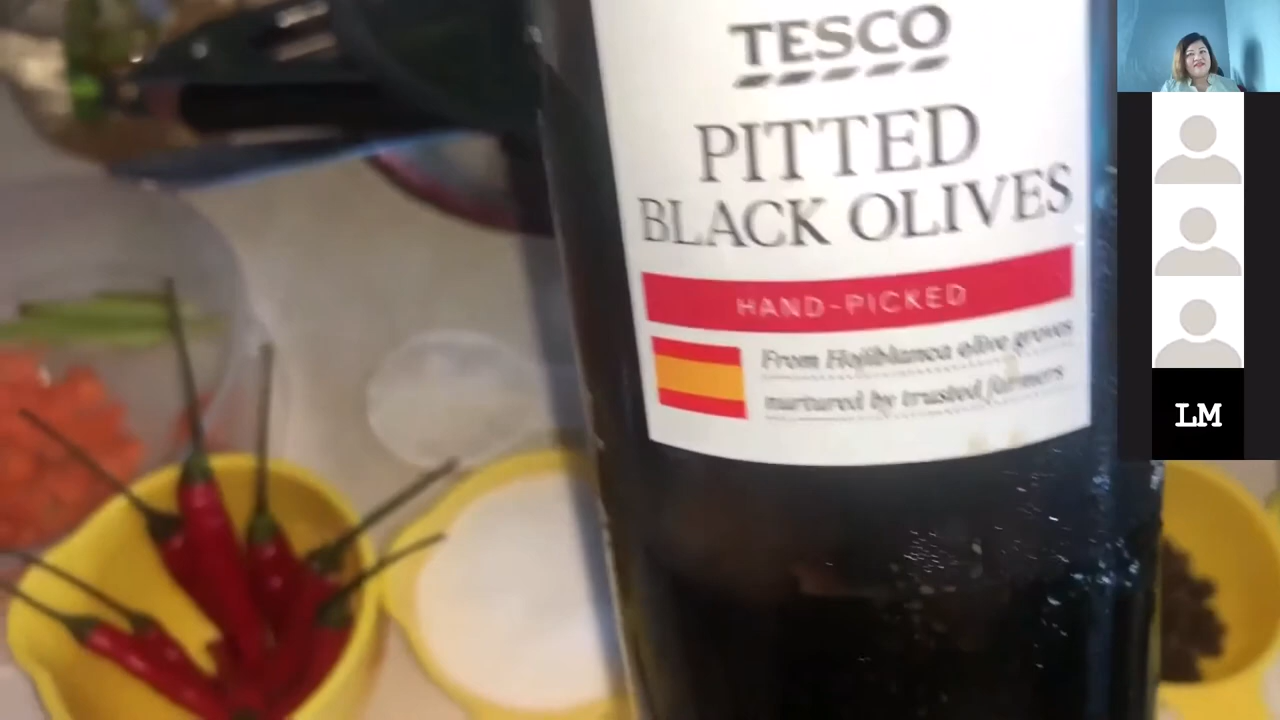 TESCO
PITTED
BLACK OLIVES
HAND-PICKED
From Hojiblanca olive groves
nurtured by trusted farmers
LM